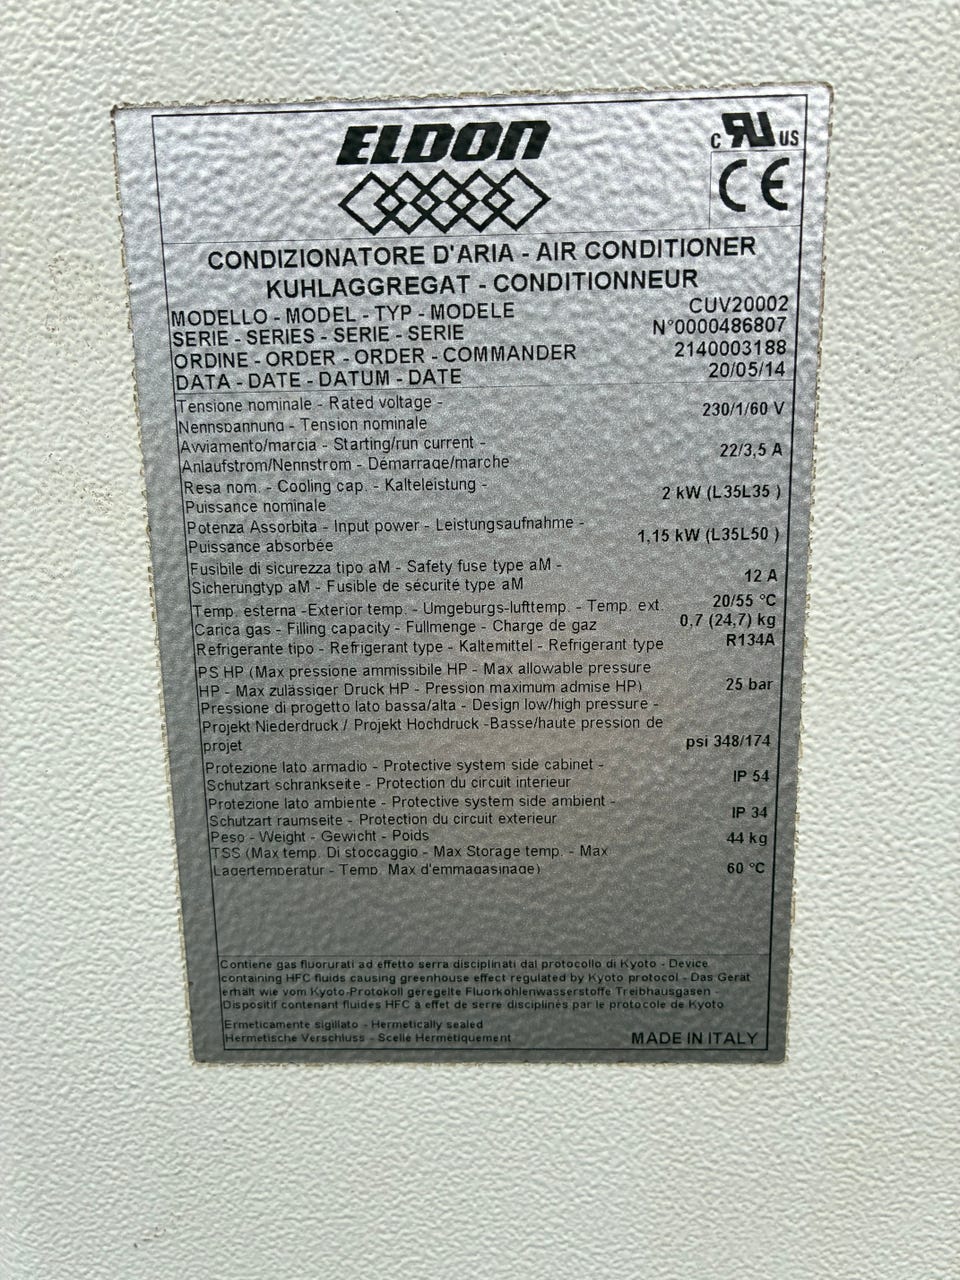 ELDON
c RU US
CE
CONDIZIONATORE D'ARIA - AIR CONDITIONER
KUHLAGGREGAT - CONDITIONNEUR
MODELLO - MODEL - TYP - MODELE CUV20002
SERIE - SERIES - SERIE - SERIE N°0000486807
ORDINE - ORDER - ORDER - COMMANDER 2140003188
DATA - DATE - DATUM - DATE 20/05/14
Tensione nominale - Rated voltage -
Nennspannung - Tension nominale 230/1/60 V
Avviamento/marcia - Starting/run current -
Anlaufstrom/Nennstrom - Démarrage/marche 22/3,5 A
Resa nom. - Cooling cap. - Kalteleistung -
Puissance nominale 2 kW (L35L35 )
Potenza Assorbita - Input power - Leistungsaufnahme -
Puissance absorbée 1,15 kW (L35L50 )
Fusibile di sicurezza tipo aM - Safety fuse type aM -
Sicherungtyp aM - Fusible de sécurité type aM 12 A
Temp. esterna -Exterior temp. - Umgebungs-lufttemp. - Temp. ext. 20/55 °C
Carica gas - Filling capacity - Fullmenge - Charge de gaz 0,7 (24,7) kg
Refrigerante tipo - Refrigerant type - Kaltemittel - Refrigerant type R134A
PS HP (Max pressione ammissibile HP - Max allowable pressure
HP - Max zulässiger Druck HP - Pression maximum admise HP) 25 bar
Pressione di progetto lato bassa/alta - Design low/high pressure -
Projekt Niederdruck / Projekt Hochdruck -Basse/haute pression de
projet psi 348/174
Protezione lato armadio - Protective system side cabinet -
Schutzart schrankseite - Protection du circuit interieur IP 54
Protezione lato ambiente - Protective system side ambient -
Schutzart raumseite - Protection du circuit exterieur IP 34
Peso - Weight - Gewicht - Poids 44 kg
TSS (Max temp. Di stoccaggio - Max Storage temp. - Max
Lagertemperatur - Temp. Max d'emmagasinage) 60 °C
Contiene gas fluorurati ad effetto serra disciplinati dal protocollo di Kyoto - Device
containing HFC fluids causing greenhouse effect regulated by Kyoto protocol - Das Gerät
erhält wie vom Kyoto-Protokoll geregelte Fluorkohlenwasserstoffe Treibhausgasen -
Dispositif contenant fluides HFC à effet de serre disciplinés par le protocole de Kyoto
Ermeticamente sigillato - Hermetically sealed
Hermetische Verschluss - Scelle Hermétiquement MADE IN ITALY